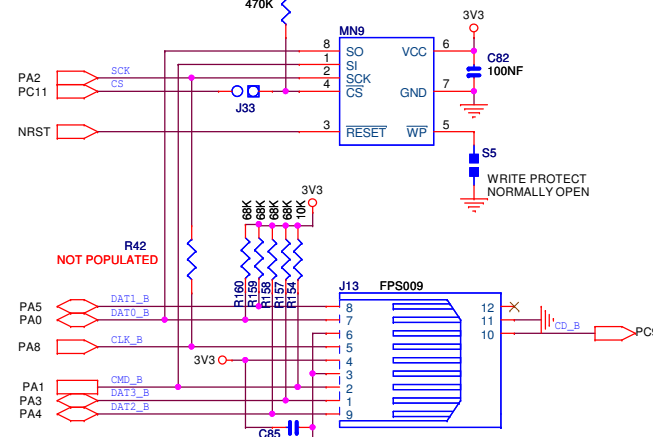 470K
3V3
MN9
8 SO VCC 6
1 SI
C82
100NF
PA2 SCK 2 SCK
PC11 CS 4 CS GND 7
J33
NRST 3 RESET WP 5
S5
WRITE PROTECT
NORMALLY OPEN
3V3
68K 68K 68K 68K 10K
R42
NOT POPULATED
R160 R159 R158 R157 R154
J13 FPS009
PA5 DAT1_B 8 12
PA0 DAT0_B 7 11
6 10 CD_B
PA8 CLK_B 5
3V3 4
3
PA1 CMD_B 2
PA3 DAT3_B 1
PA4 DAT2_B 9
C85